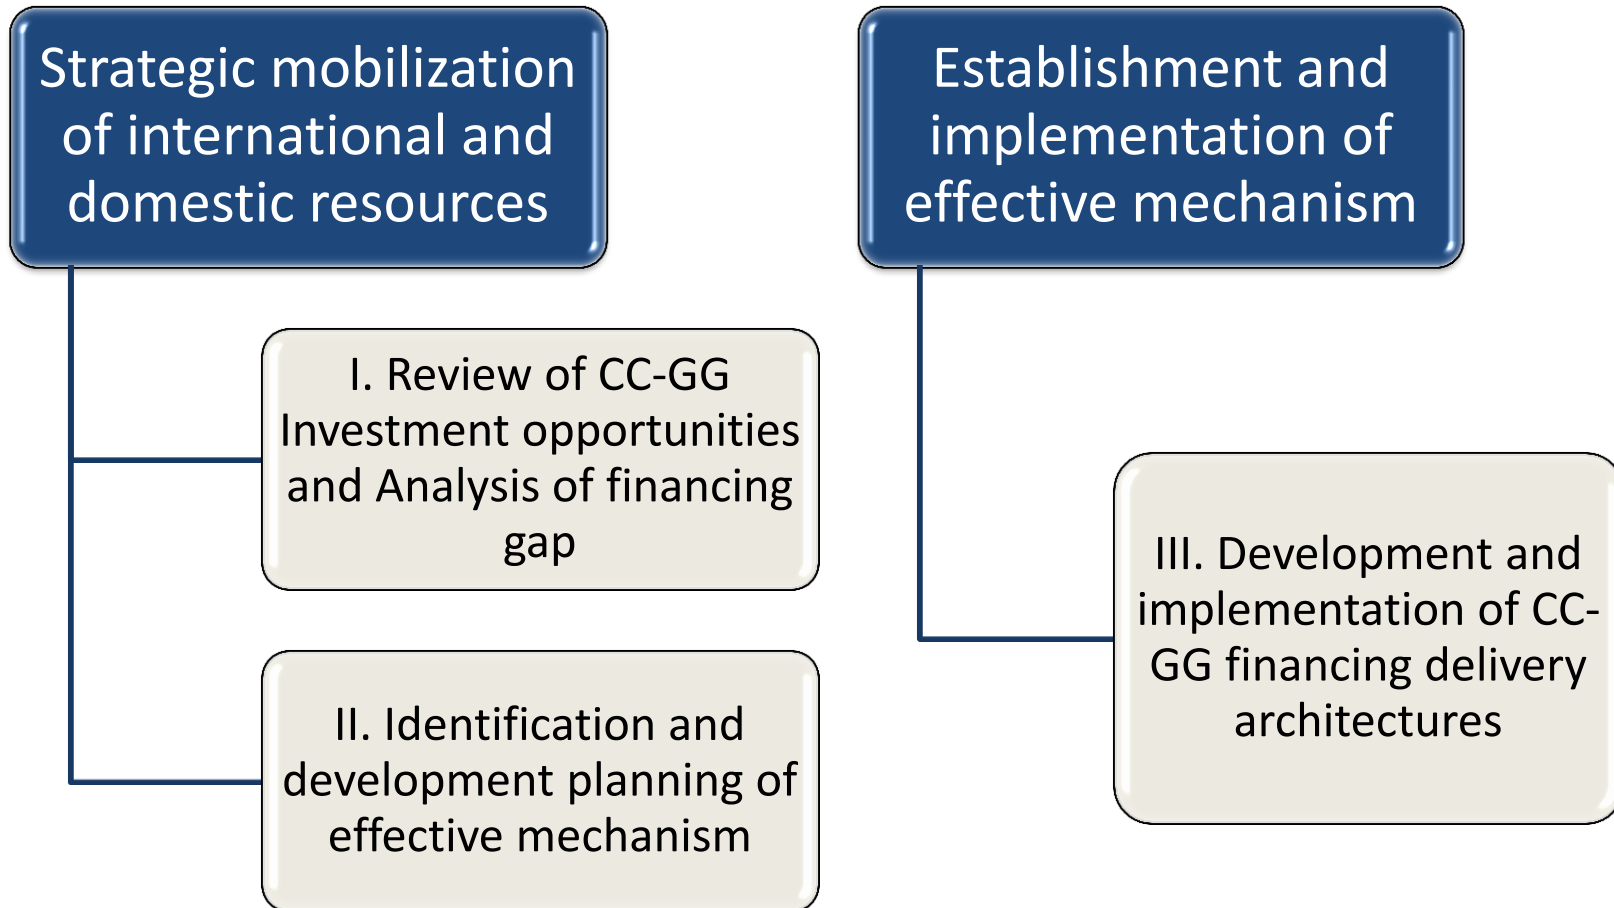 Strategic mobilization
of international and
domestic resources
I. Review of CC-GG
Investment opportunities
and Analysis of financing
gap
II. Identification and
development planning of
effective mechanism
Establishment and
implementation of
effective mechanism
III. Development and
implementation of CC-
GG financing delivery
architectures